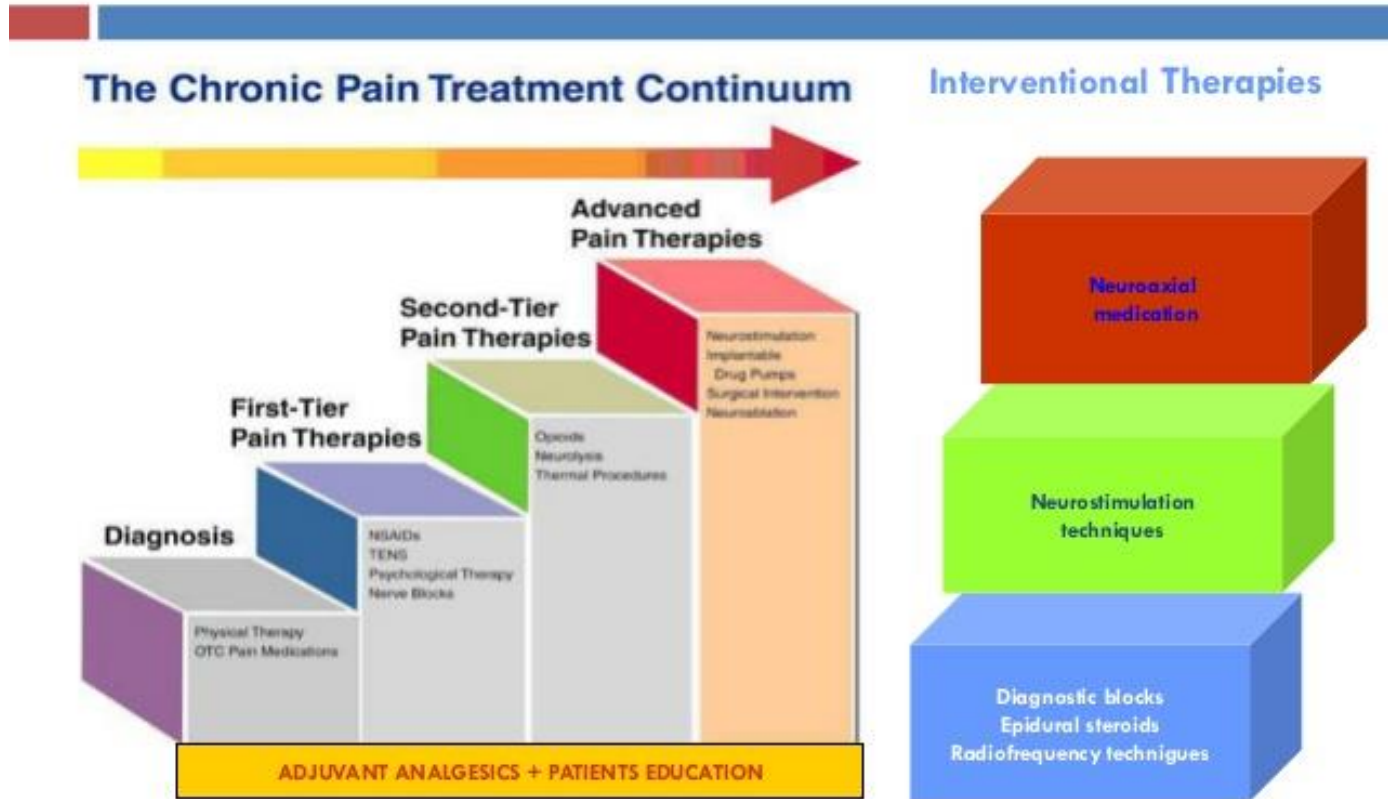 The Chronic Pain Treatment Continuum
Interventional Therapies
Advanced
Pain Therapies
Second-Tier
Pain Therapies
First-Tier
Pain Therapies
Diagnosis
Neurostimulation
Implantable
Drug Pumps
Surgical Intervention
Neuroablation
Opioids
Neurolysis
Thermal Procedures
NSAIDs
TENS
Psychological Therapy
Nerve Blocks
Physical Therapy
OTC Pain Medications
ADJUVANT ANALGESICS + PATIENTS EDUCATION
Neuroaxial
medication
Neurostimulation
techniques
Diagnostic blocks
Epidural steroids
Radiofrequency technigues